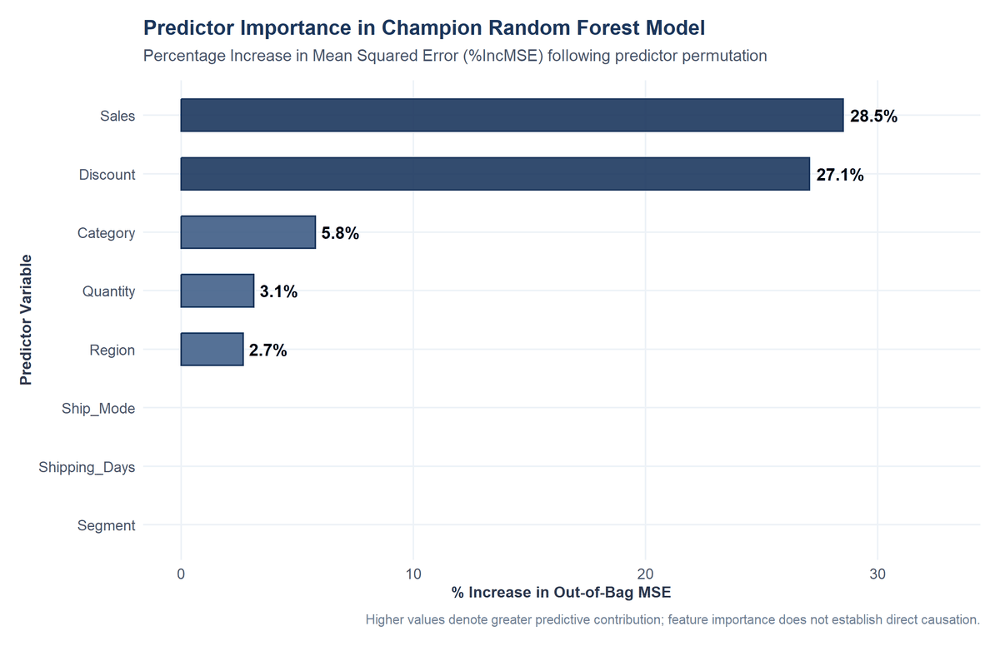 Predictor Importance in Champion Random Forest Model
Percentage Increase in Mean Squared Error (%IncMSE) following predictor permutation
Predictor Variable
Sales 28.5%
Discount 27.1%
Category 5.8%
Quantity 3.1%
Region 2.7%
Ship_Mode
Shipping_Days
Segment
0 10 20 30
% Increase in Out-of-Bag MSE
Higher values denote greater predictive contribution; feature importance does not establish direct causation.